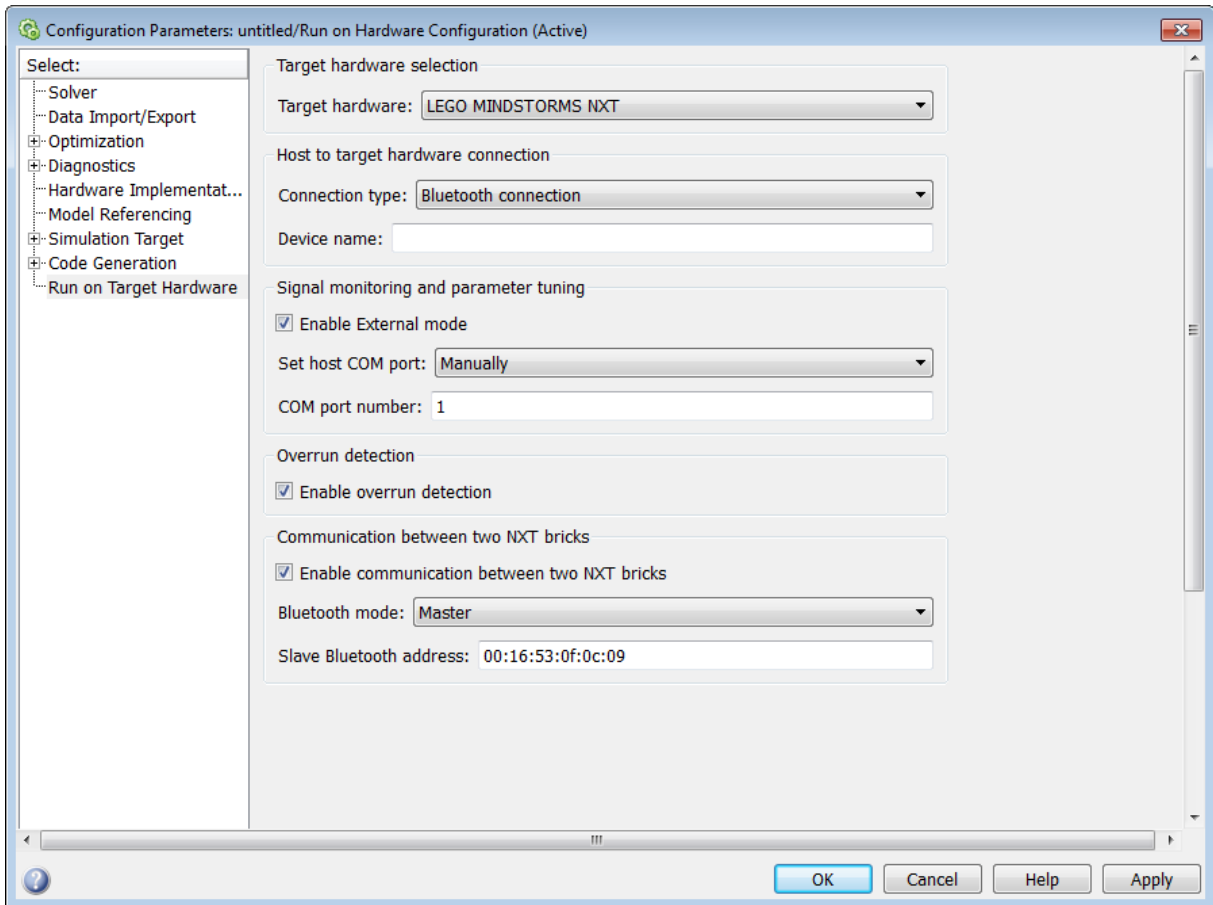 Configuration Parameters: untitled/Run on Hardware Configuration (Active)
Select:
Solver
Data Import/Export
Optimization
Diagnostics
Hardware Implementat...
Model Referencing
Simulation Target
Code Generation
Run on Target Hardware
Target hardware selection
Target hardware: LEGO MINDSTORMS NXT
Host to target hardware connection
Connection type: Bluetooth connection
Device name:
Signal monitoring and parameter tuning
Enable External mode
Set host COM port: Manually
COM port number: 1
Overrun detection
Enable overrun detection
Communication between two NXT bricks
Enable communication between two NXT bricks
Bluetooth mode: Master
Slave Bluetooth address: 00:16:53:0f:0c:09
OK Cancel Help Apply